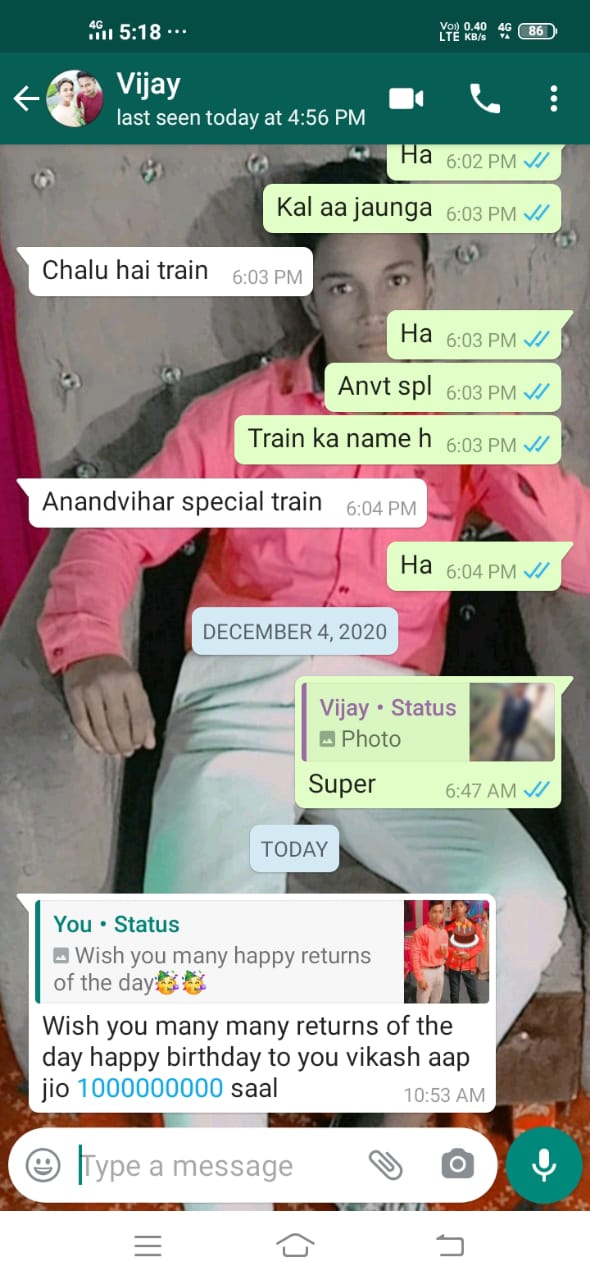 4G 5:18 ... Vo)) LTE 0.40 KB/s 4G 86
Vijay
last seen today at 4:56 PM
Ha 6:02 PM
Kal aa jaunga 6:03 PM
Chalu hai train 6:03 PM
Ha 6:03 PM
Anvt spl 6:03 PM
Train ka name h 6:03 PM
Anandvihar special train 6:04 PM
Ha 6:04 PM
DECEMBER 4, 2020
Vijay • Status
Photo
Super 6:47 AM
TODAY
You • Status
Wish you many happy returns
of the day🥳🥳
Wish you many many returns of the
day happy birthday to you vikash aap
jio 1000000000 saal 10:53 AM
Type a message